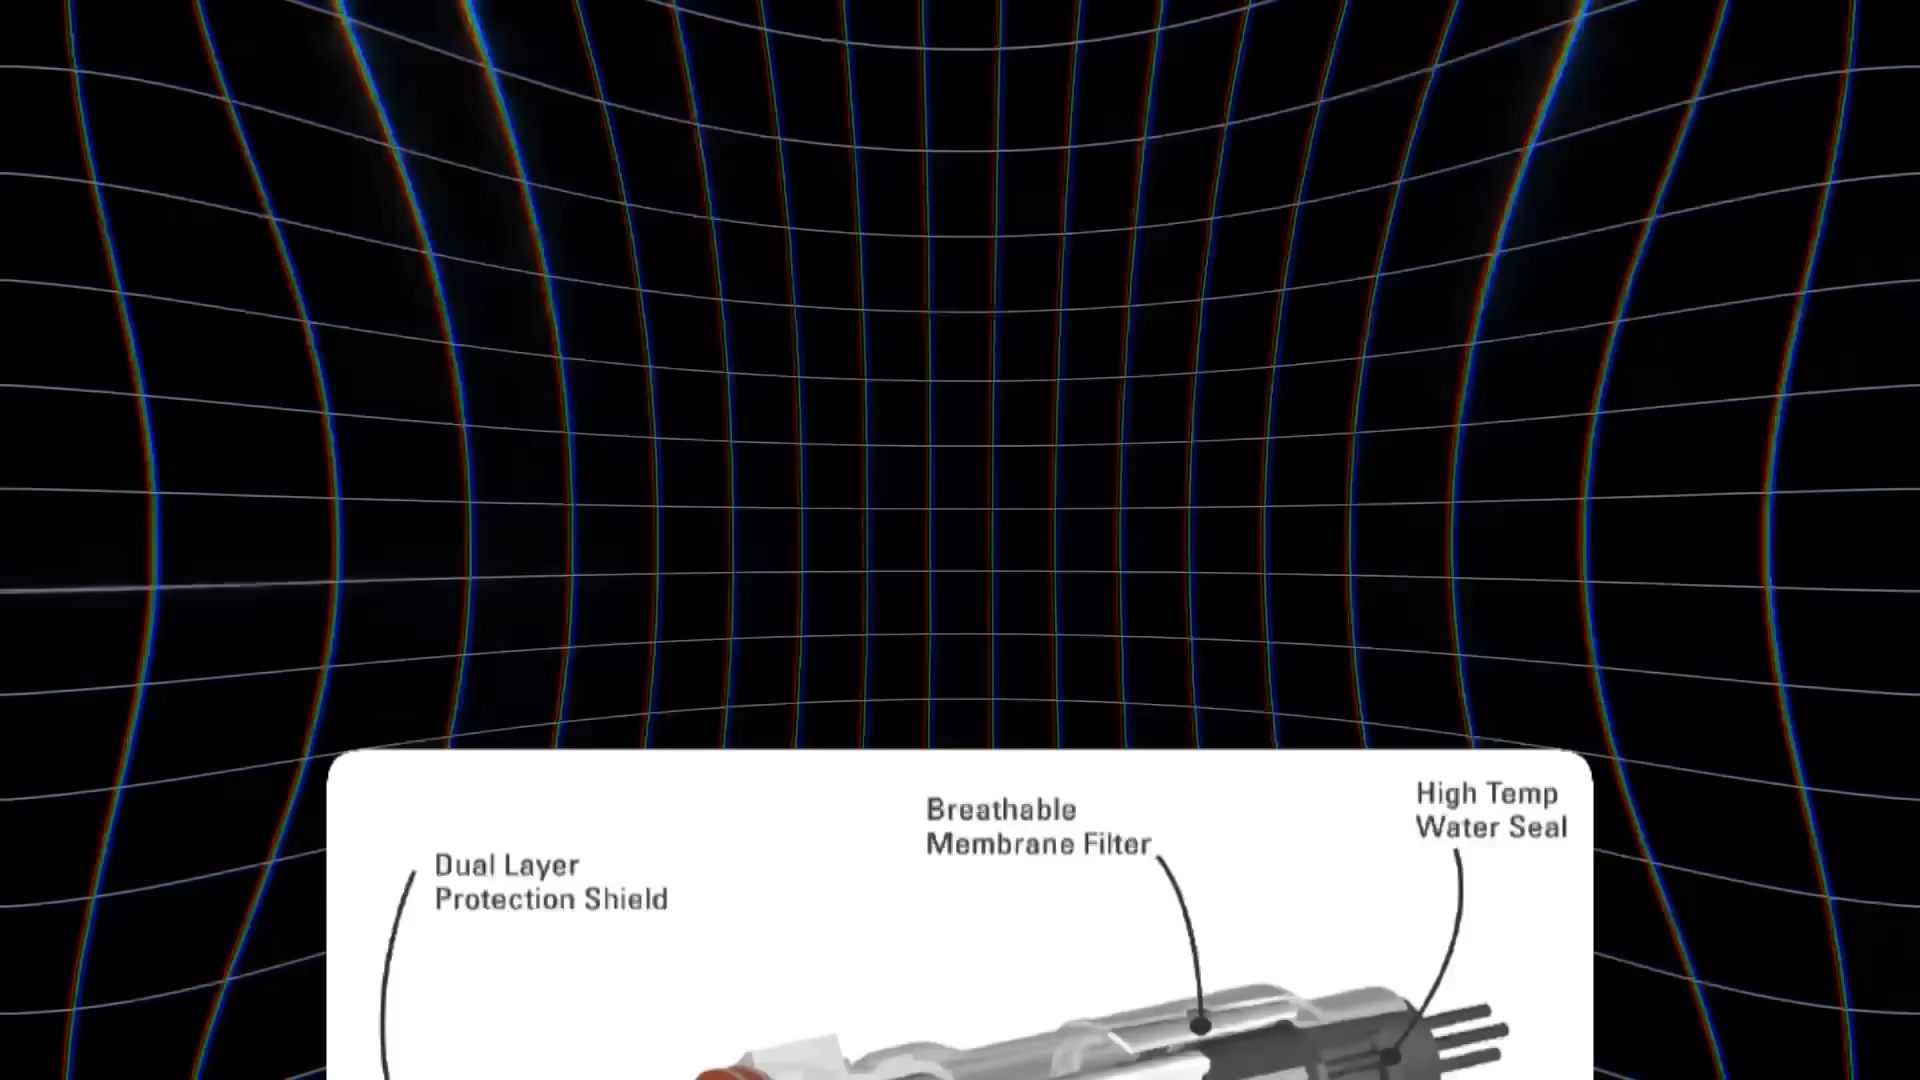 Dual Layer
Protection Shield
Breathable
Membrane Filter
High Temp
Water Seal